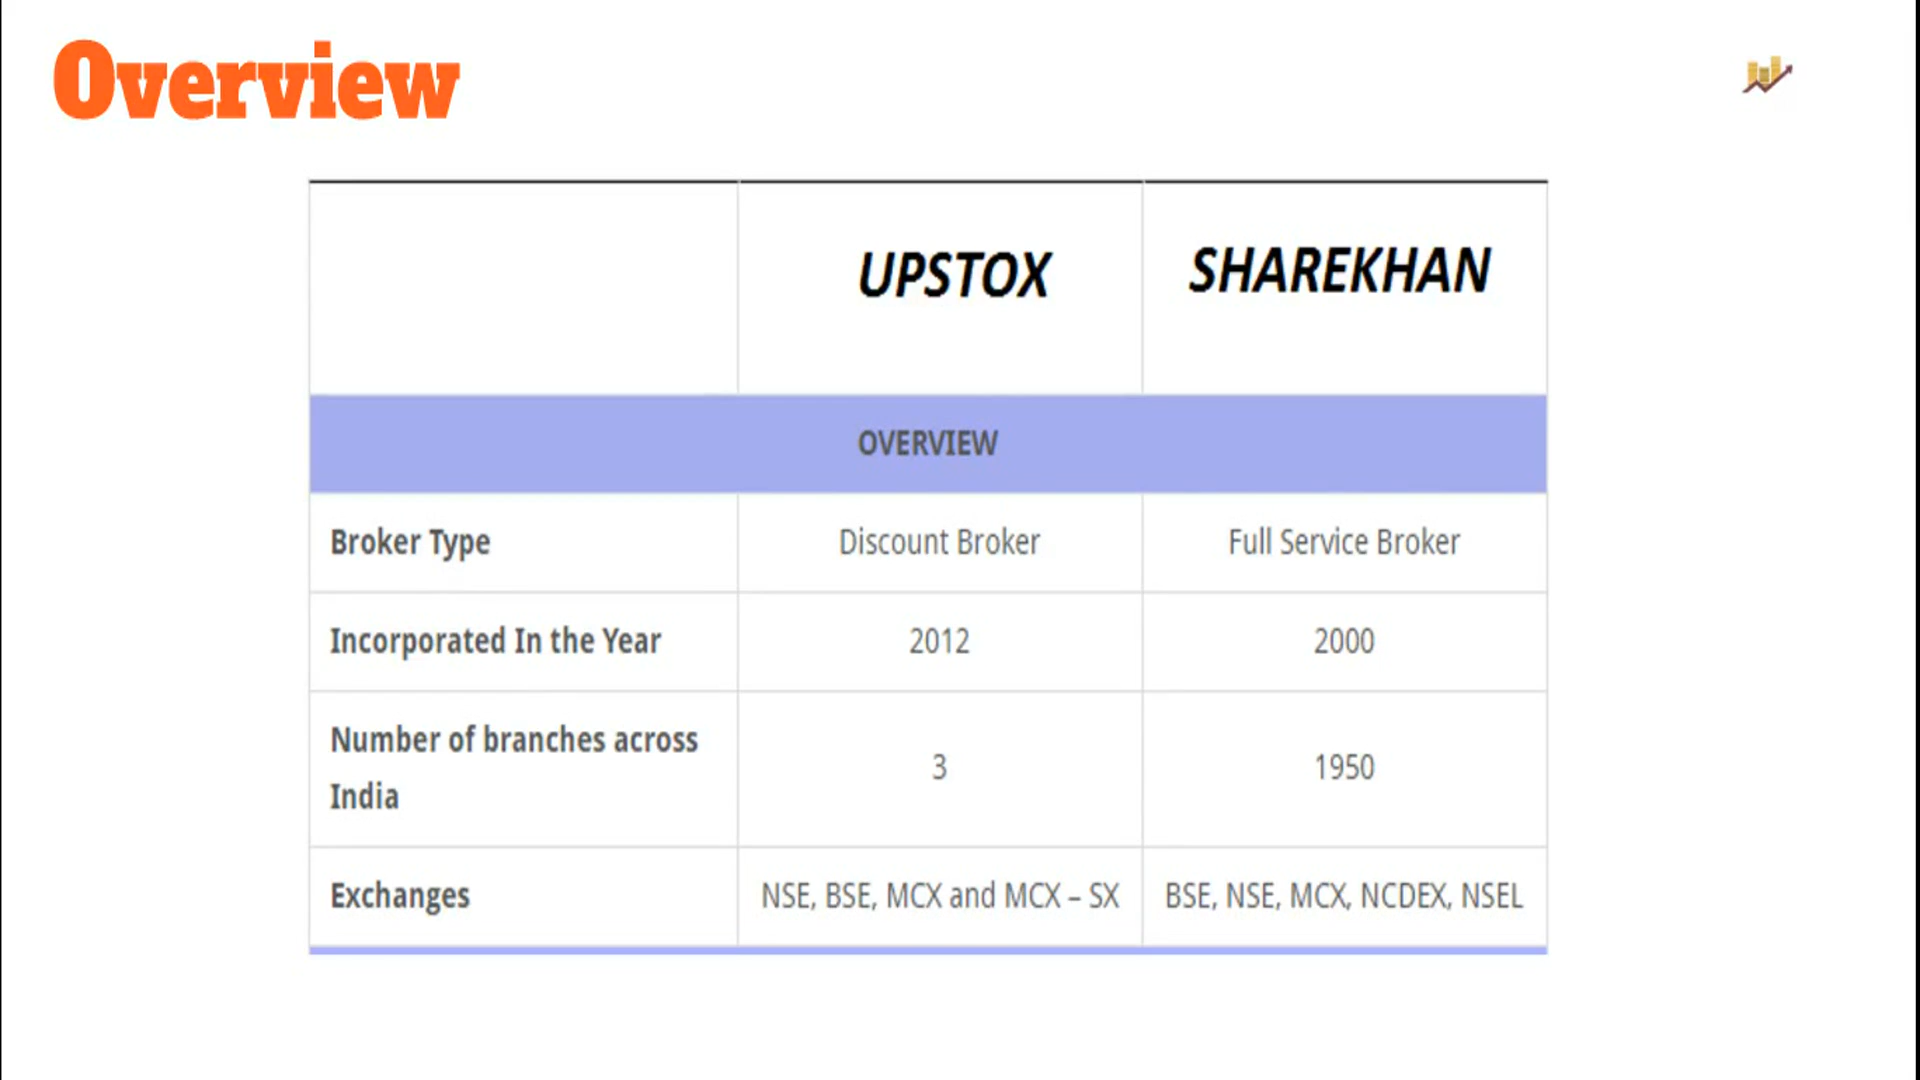 Overview
UPSTOX SHAREKHAN
OVERVIEW
Broker Type Discount Broker Full Service Broker
Incorporated In the Year 2012 2000
Number of branches across
India 3 1950
Exchanges NSE, BSE, MCX and MCX – SX BSE, NSE, MCX, NCDEX, NSEL